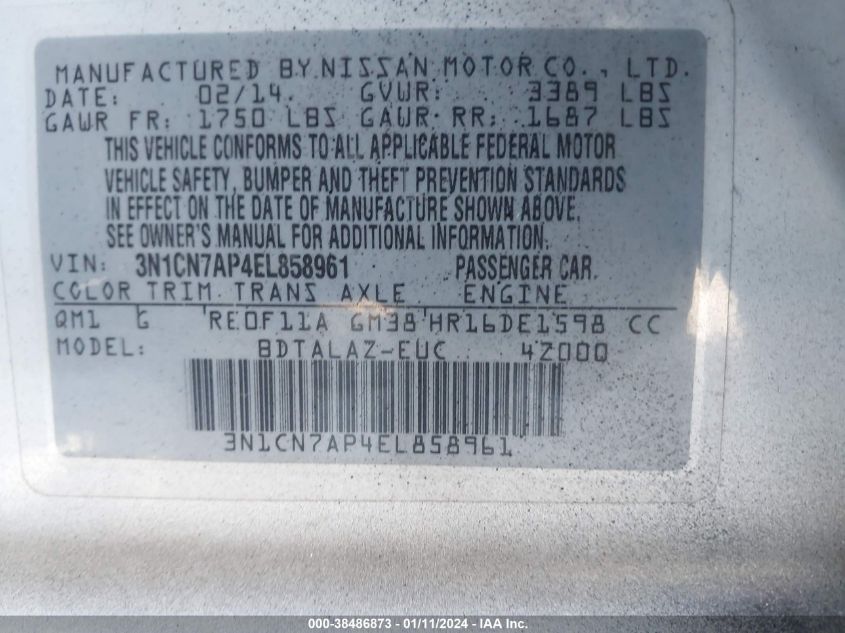 MANUFACTURED BY NISSAN MOTOR CO., LTD.
DATE: 02/14 GVWR: 3389 LBS
GAWR FR: 1750 LBS GAWR RR: 1687 LBS
THIS VEHICLE CONFORMS TO ALL APPLICABLE FEDERAL MOTOR
VEHICLE SAFETY, BUMPER AND THEFT PREVENTION STANDARDS
IN EFFECT ON THE DATE OF MANUFACTURE SHOWN ABOVE.
SEE OWNER'S MANUAL FOR ADDITIONAL INFORMATION.
VIN: 3N1CN7AP4EL858961 PASSENGER CAR.
COLOR TRIM TRANS AXLE ENGINE
QM1 G RE0F11A GM38 HR16DE1598 CC
MODEL: BDTALAZ-EUC 4Z000
3N1CN7AP4EL858961
000-38486873 - 01/11/2024 - IAA Inc.